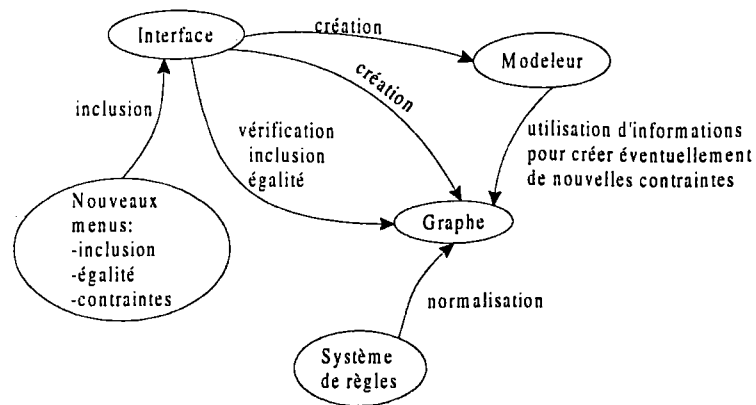 création
Interface
Modeleur
création
inclusion
vérification
inclusion
égalité
utilisation d'informations
pour créer éventuellement
de nouvelles contraintes
Nouveaux
menus:
-inclusion
-égalité
-contraintes
Graphe
normalisation
Système
de règles